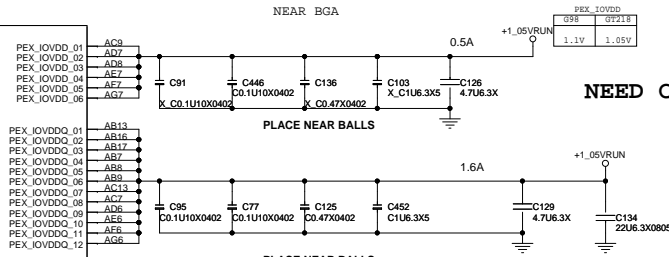 NEAR BGA
PEX_IOVDD
G98 GT218
1.1V 1.05V
+1_05VRUN
0.5A
PEX_IOVDD_01 AC9
PEX_IOVDD_02 AD7
PEX_IOVDD_03 AD8
PEX_IOVDD_04 AE7
PEX_IOVDD_05 AF7
PEX_IOVDD_06 AG7
C91
X_C0.1U10X0402
C446
C0.1U10X0402
C136
X_C0.47X0402
C103
X_C1U6.3X5
C126
4.7U6.3X
NEED C
PLACE NEAR BALLS
PEX_IOVDDQ_01 AB13
PEX_IOVDDQ_02 AB16
PEX_IOVDDQ_03 AB17
PEX_IOVDDQ_04 AB7
PEX_IOVDDQ_05 AB8
PEX_IOVDDQ_06 AB9
PEX_IOVDDQ_07 AC13
PEX_IOVDDQ_08 AC7
PEX_IOVDDQ_09 AD6
PEX_IOVDDQ_10 AE6
PEX_IOVDDQ_11 AF6
PEX_IOVDDQ_12 AG6
1.6A
+1_05VRUN
C95
C0.1U10X0402
C77
C0.1U10X0402
C125
C0.47X0402
C452
C1U6.3X5
C129
4.7U6.3X
C134
22U6.3X0805
PLACE NEAR BALLS